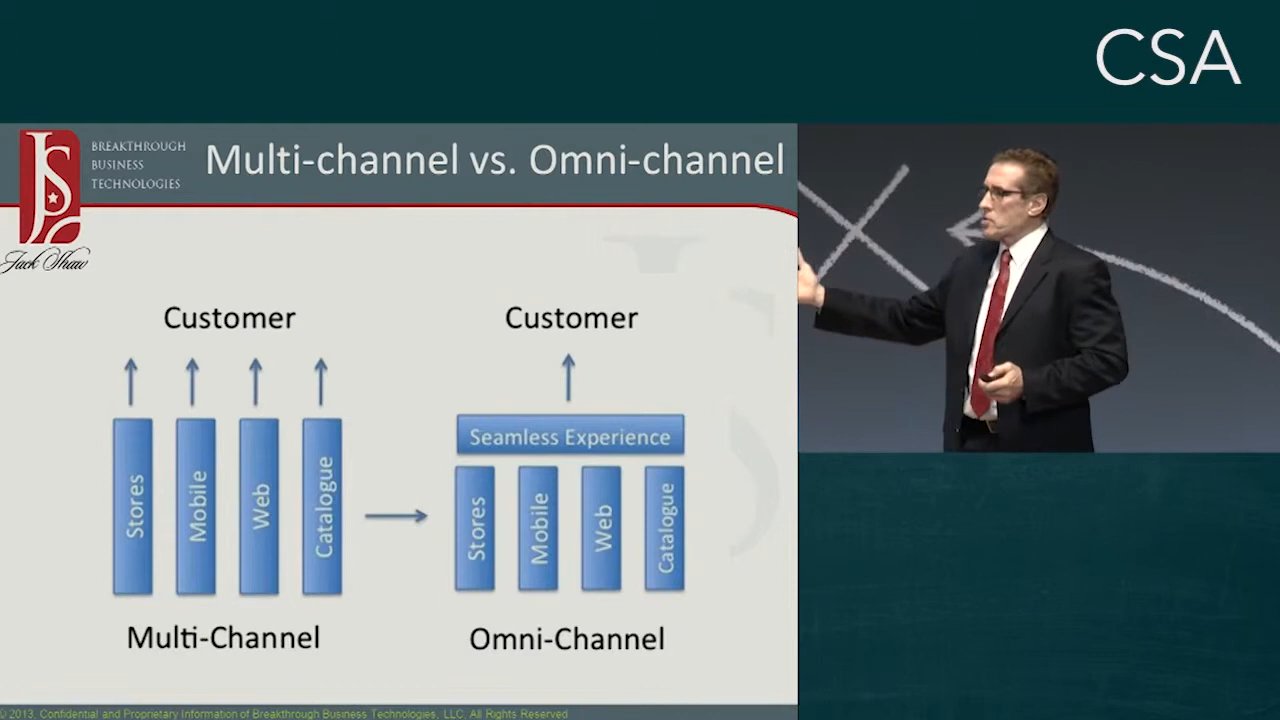 CSA
JS
BREAKTHROUGH
BUSINESS
TECHNOLOGIES
Jack Shaw
Multi-channel vs. Omni-channel
Customer
Customer
Seamless Experience
Stores
Mobile
Web
Catalogue
Stores
Mobile
Web
Catalogue
Multi-Channel
Omni-Channel
© 2013, Confidential and Proprietary Information of Breakthrough Business Technologies, LLC, All Rights Reserved